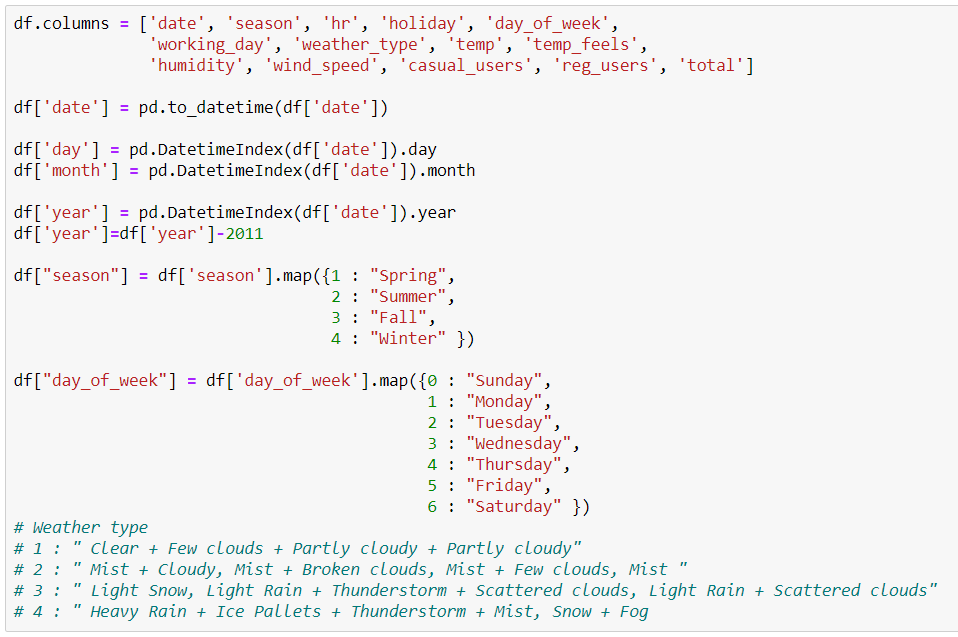 df.columns = ['date', 'season', 'hr', 'holiday', 'day_of_week',
              'working_day', 'weather_type', 'temp', 'temp_feels',
              'humidity', 'wind_speed', 'casual_users', 'reg_users', 'total']

df['date'] = pd.to_datetime(df['date'])

df['day'] = pd.DatetimeIndex(df['date']).day
df['month'] = pd.DatetimeIndex(df['date']).month

df['year'] = pd.DatetimeIndex(df['date']).year
df['year']=df['year']-2011

df["season"] = df['season'].map({1 : "Spring",
                                 2 : "Summer",
                                 3 : "Fall",
                                 4 : "Winter" })

df["day_of_week"] = df['day_of_week'].map({0 : "Sunday",
                                           1 : "Monday",
                                           2 : "Tuesday",
                                           3 : "Wednesday",
                                           4 : "Thursday",
                                           5 : "Friday",
                                           6 : "Saturday" })
# Weather type
# 1 : " Clear + Few clouds + Partly cloudy + Partly cloudy"
# 2 : " Mist + Cloudy, Mist + Broken clouds, Mist + Few clouds, Mist "
# 3 : " Light Snow, Light Rain + Thunderstorm + Scattered clouds, Light Rain + Scattered clouds"
# 4 : " Heavy Rain + Ice Pallets + Thunderstorm + Mist, Snow + Fog